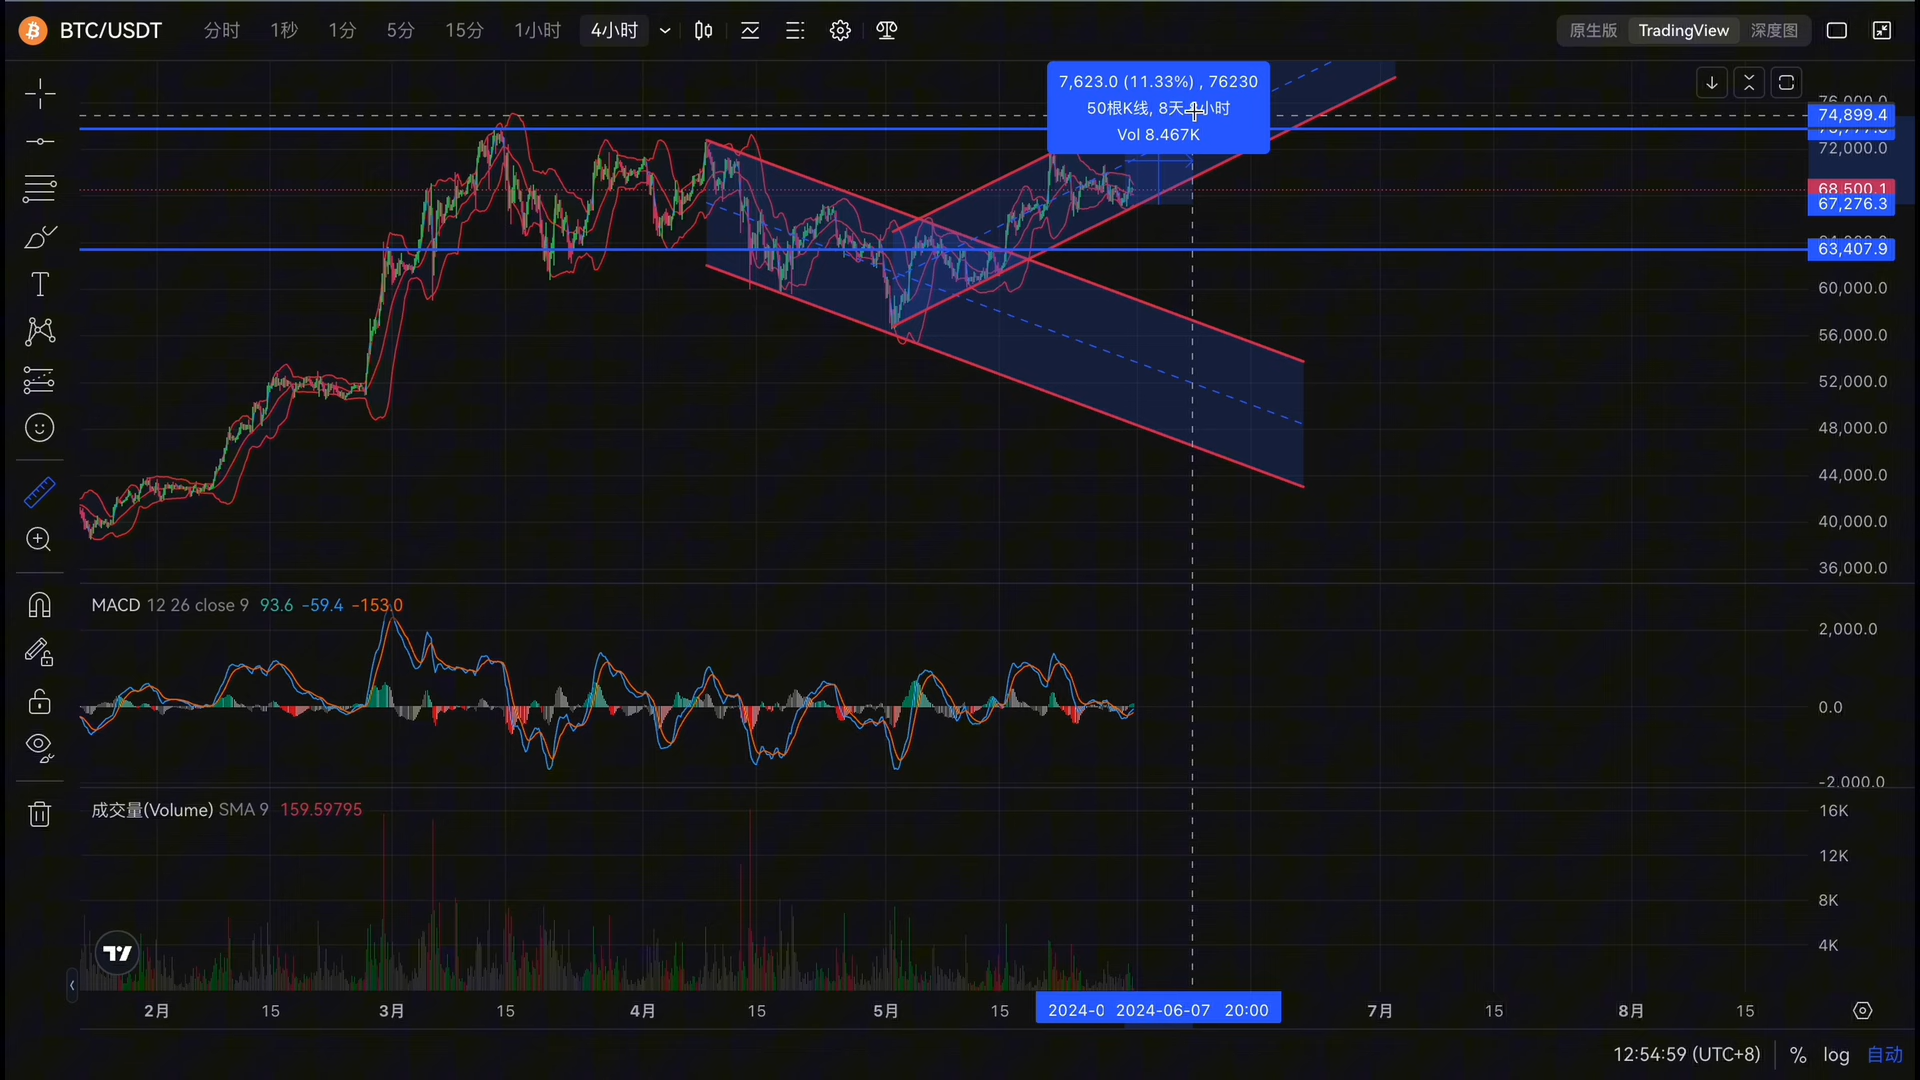 BTC/USDT 分时 1秒 1分 5分 15分 1小时 4小时 原生版 TradingView 深度图
7,623.0 (11.33%) , 76230
50根K线, 8天 小时
Vol 8.467K
76,000.0
74,899.4
72,000.0
68,500.1
67,276.3
63,407.9
60,000.0
56,000.0
52,000.0
48,000.0
44,000.0
40,000.0
36,000.0
MACD 12 26 close 9 93.6 −59.4 −153.0
2,000.0
0.0
-2,000.0
成交量(Volume) SMA 9 159.59795
16K
12K
8K
4K
2月 15 3月 15 4月 15 5月 15 2024-0 2024-06-07 20:00 7月 15 8月 15
12:54:59 (UTC+8) % log 自动